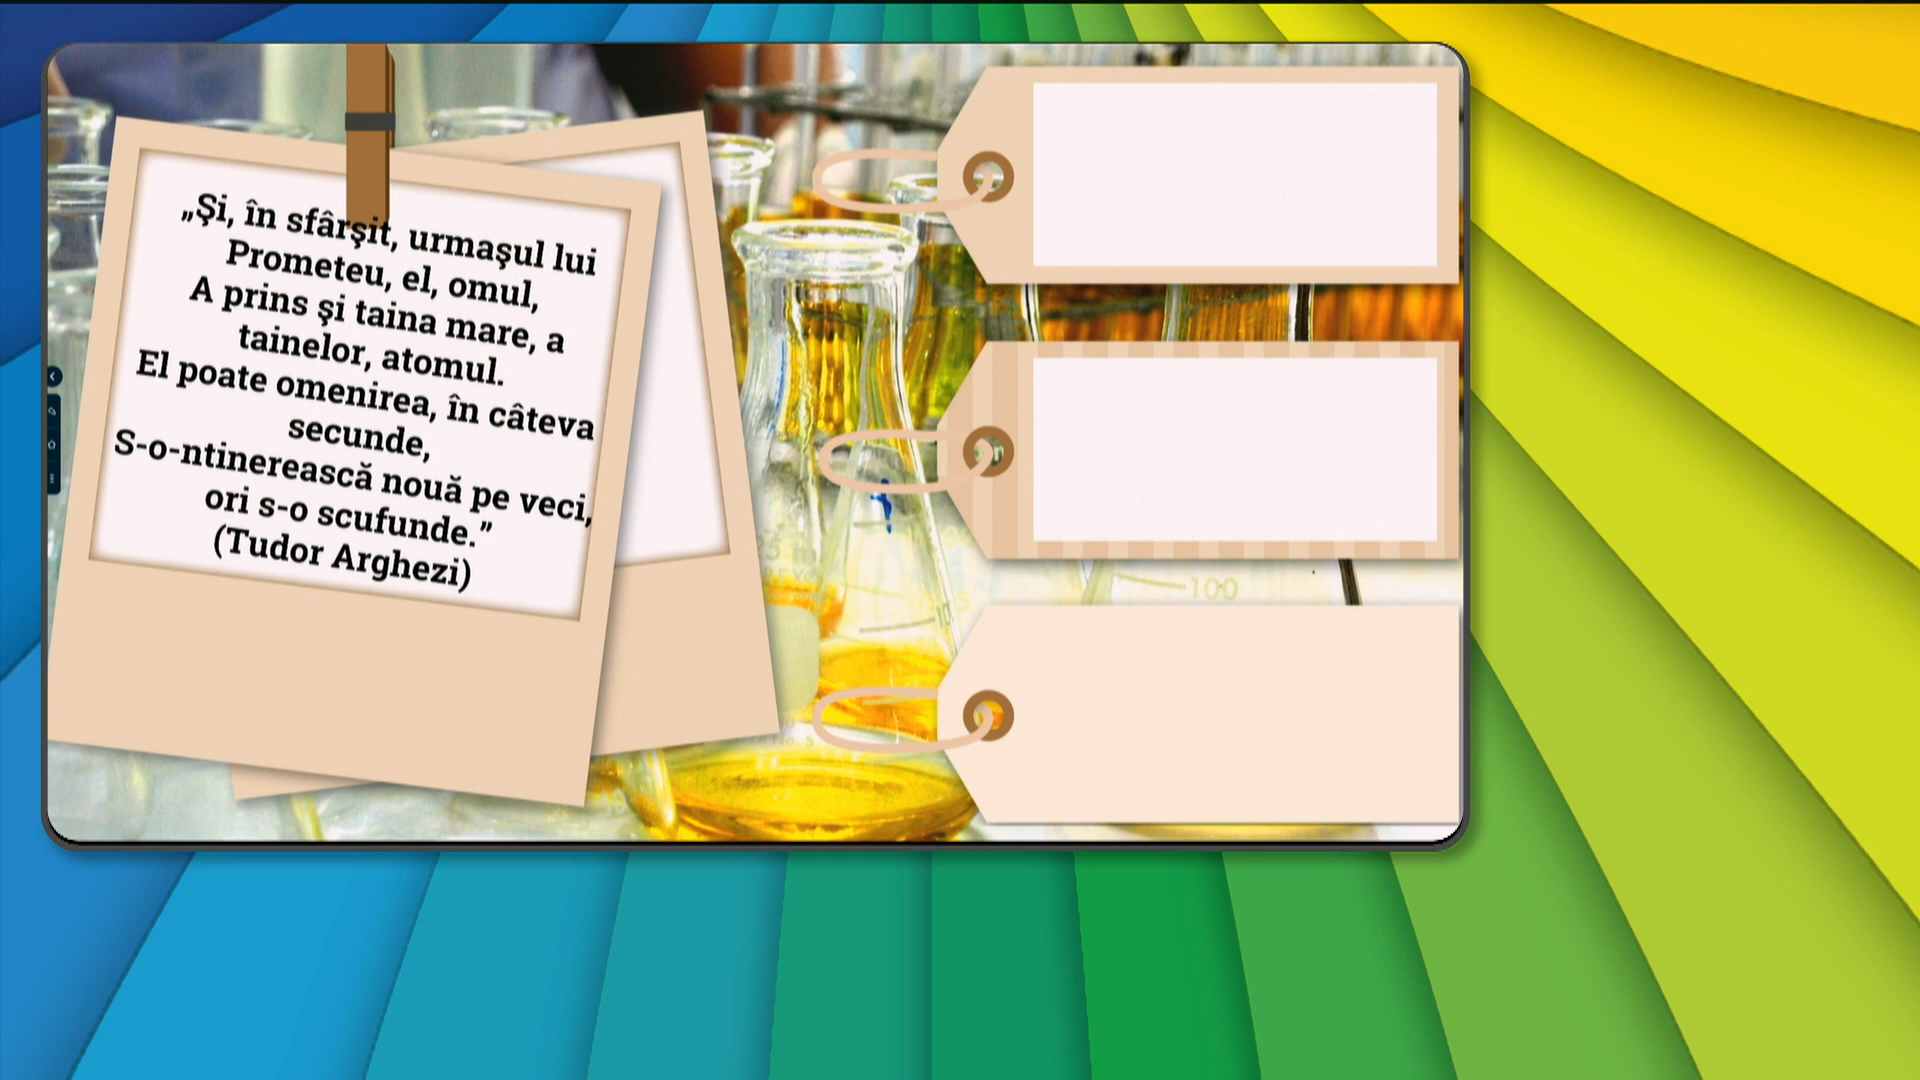 „Şi, în sfârşit, urmaşul lui
Prometeu, el, omul,
A prins şi taina mare, a
tainelor, atomul.
El poate omenirea, în câteva
secunde,
S-o-ntinerească nouă pe veci,
ori s-o scufunde.”
(Tudor Arghezi)
100